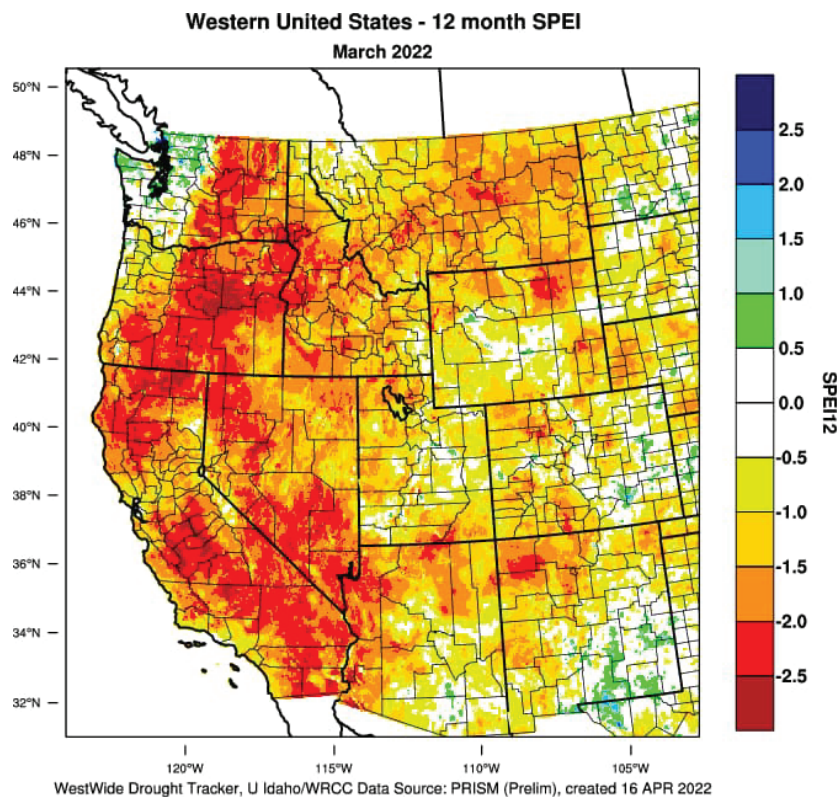 Western United States - 12 month SPEI
March 2022
50°N
48°N
46°N
44°N
42°N
40°N
38°N
36°N
34°N
32°N
120°W
115°W
110°W
105°W
2.5
2.0
1.5
1.0
0.5
0.0
-0.5
-1.0
-1.5
-2.0
-2.5
SPEI12
WestWide Drought Tracker, U Idaho/WRCC Data Source: PRISM (Prelim), created 16 APR 2022